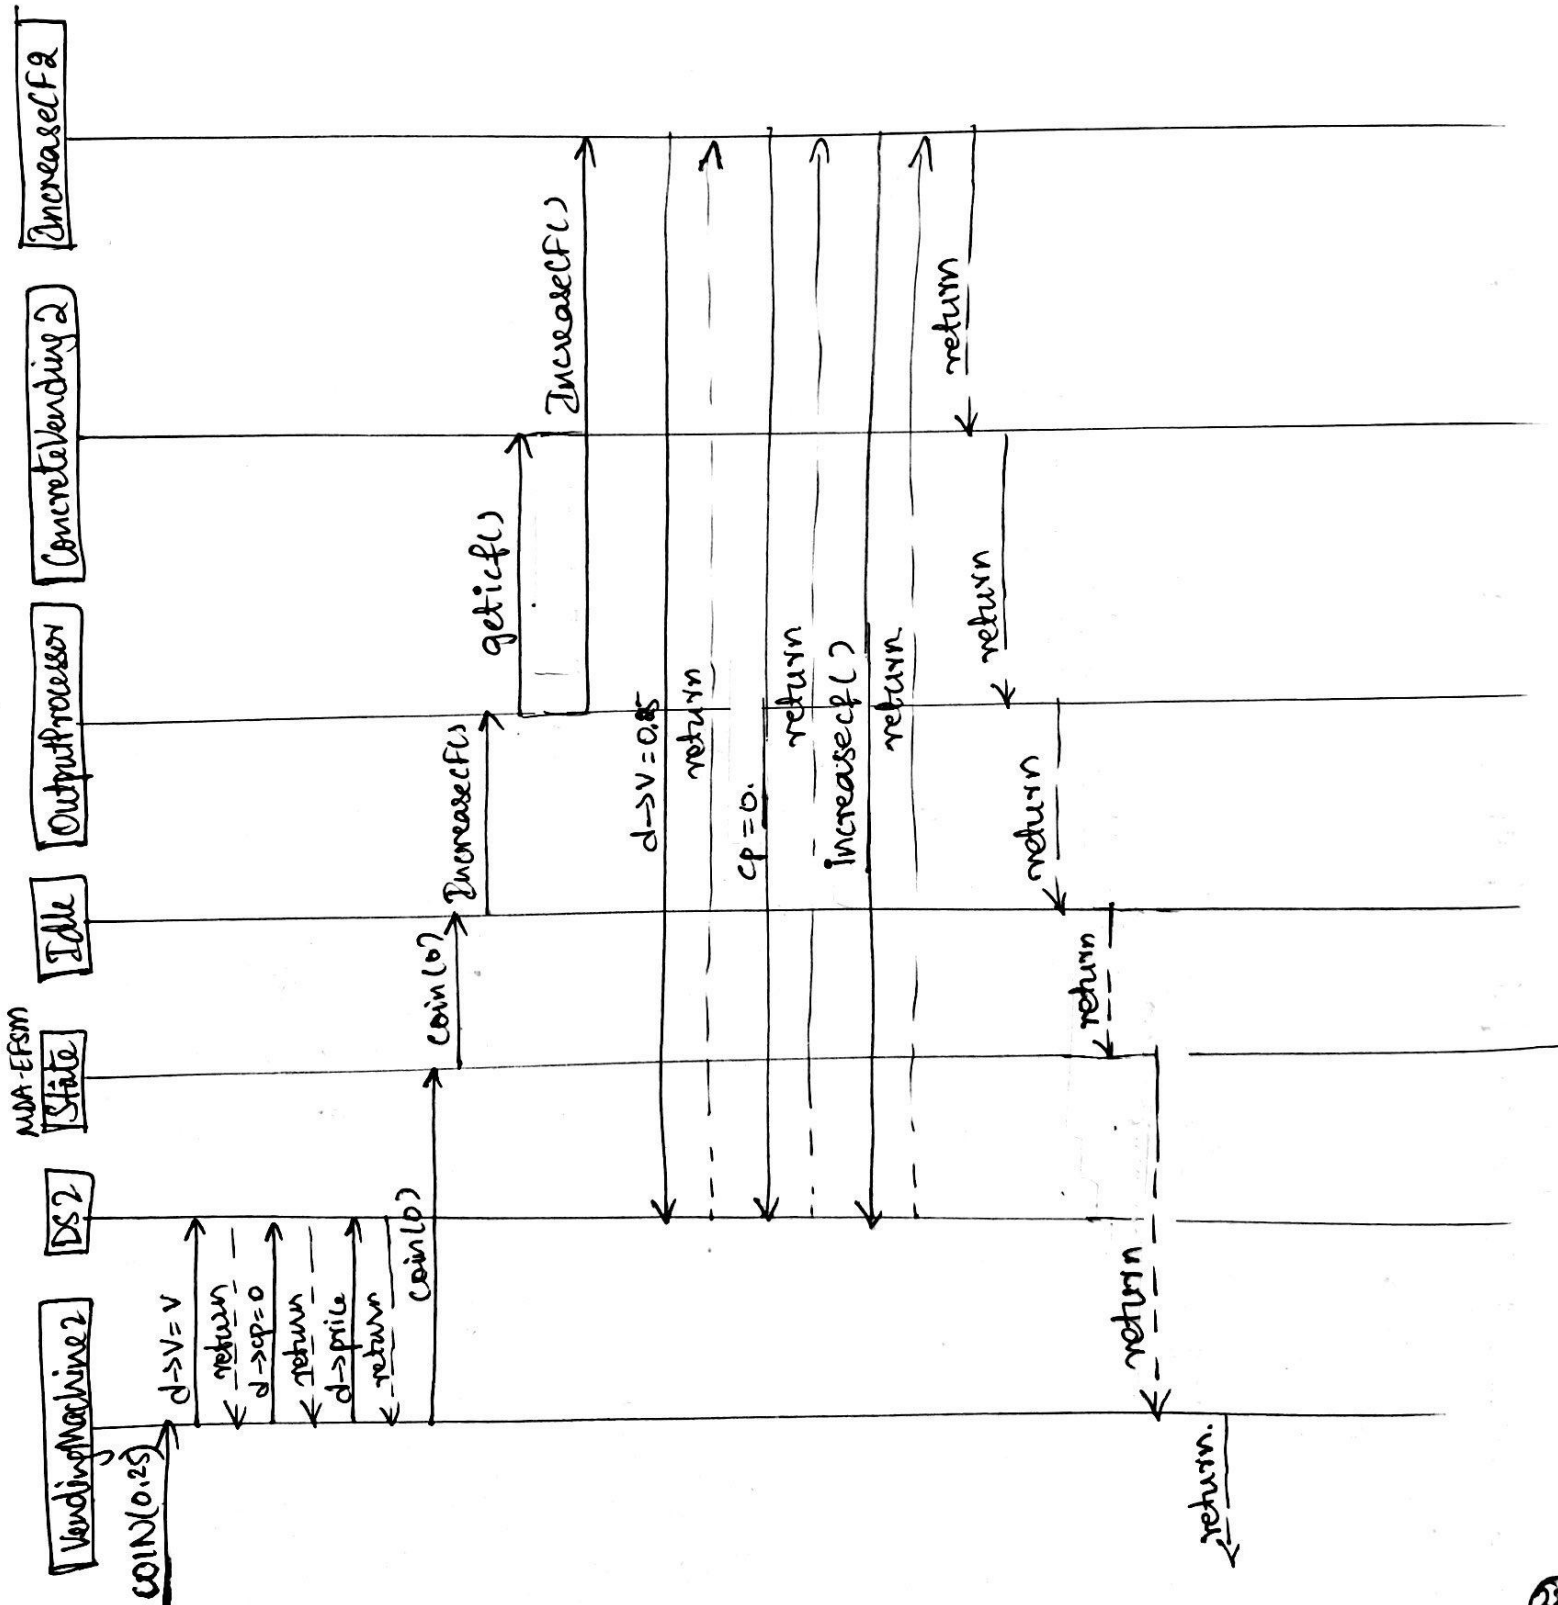 VendingMachine2
DS2
MDA-EFSM
State
Idle
OutputProcessor
ConcreteVending2
IncreaseCF2
COIN(0.25)
d->V=V
return
d->cp=0
return
d->price
return
coin(0)
coin(0)
IncreaseCF()
geticf()
IncreaseCF()
d->V=0.25
return
cp=0.
return
increasecf()
return
return
return
return
return
return
return.